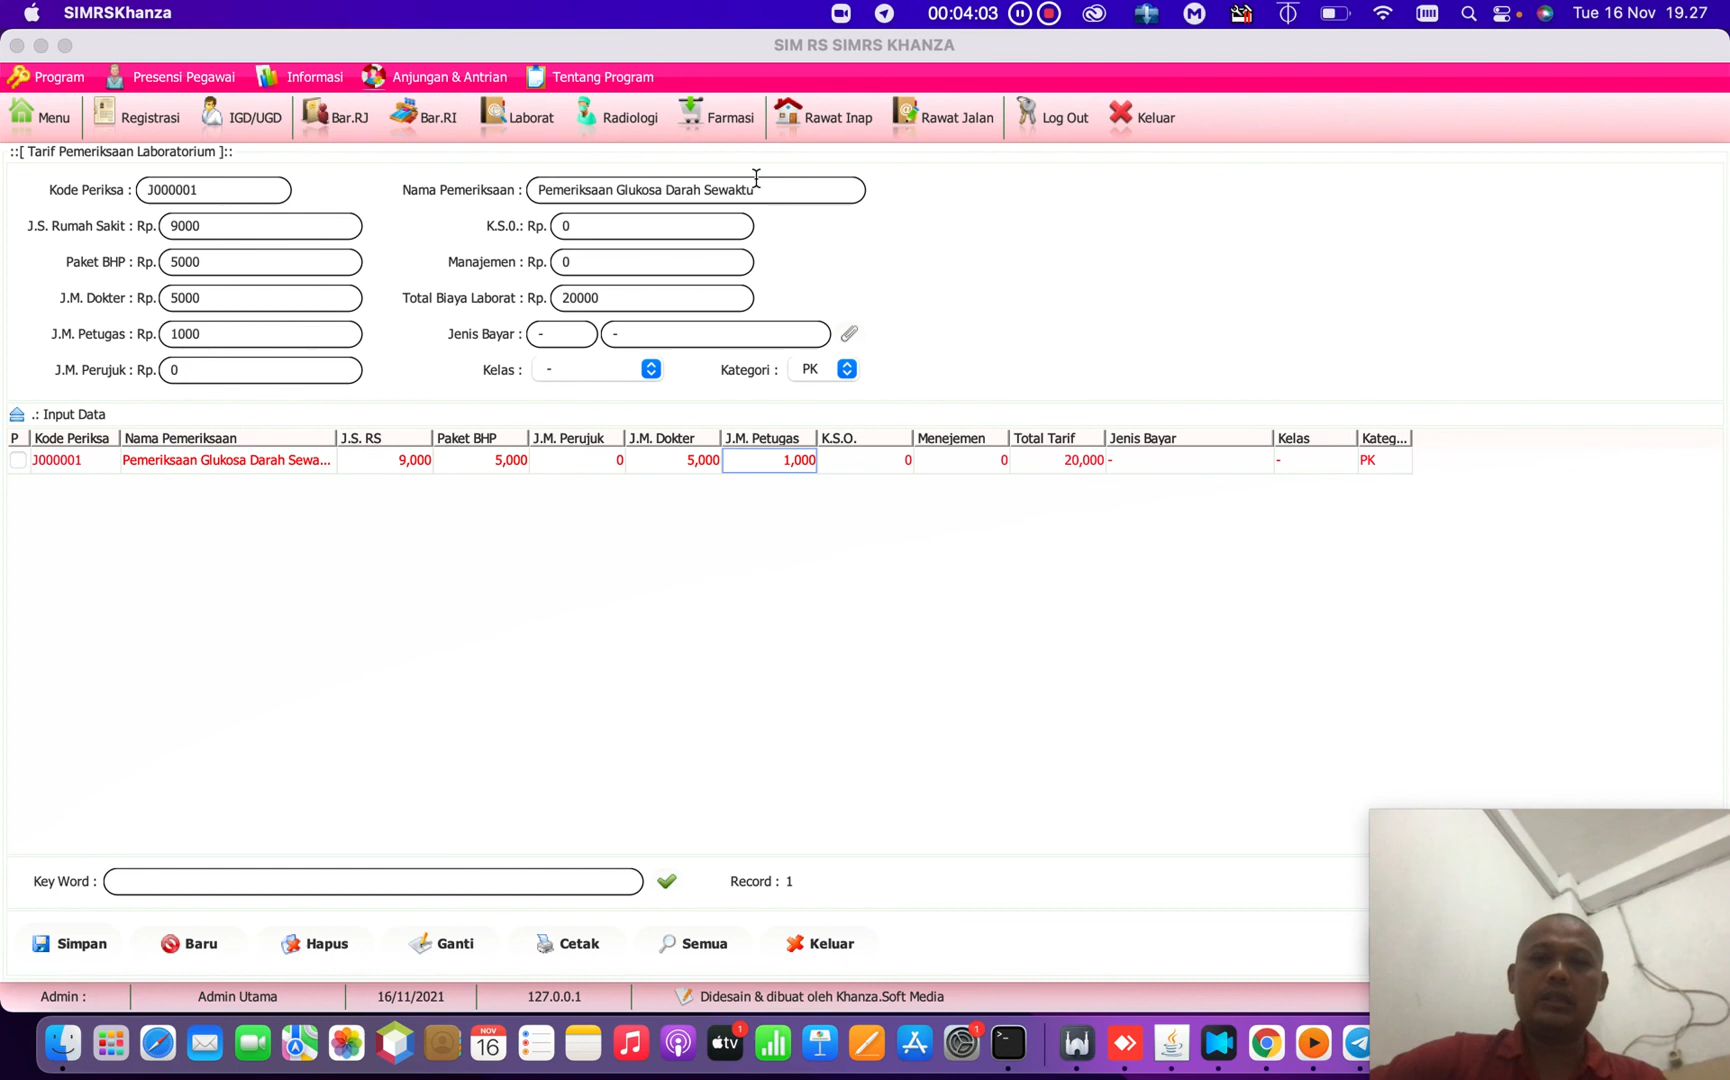 SIMRSKhanza 00:04:03 Tue 16 Nov 19.27
SIM RS SIMRS KHANZA
Program Presensi Pegawai Informasi Anjungan & Antrian Tentang Program
Menu Registrasi IGD/UGD Bar.RJ Bar.RI Laborat Radiologi Farmasi Rawat Inap Rawat Jalan Log Out Keluar
::[ Tarif Pemeriksaan Laboratorium ]::
Kode Periksa : J000001 Nama Pemeriksaan : Pemeriksaan Glukosa Darah Sewaktu
J.S. Rumah Sakit : Rp. 9000 K.S.0.: Rp. 0
Paket BHP : Rp. 5000 Manajemen : Rp. 0
J.M. Dokter : Rp. 5000 Total Biaya Laborat : Rp. 20000
J.M. Petugas : Rp. 1000 Jenis Bayar : - -
J.M. Perujuk : Rp. 0 Kelas : - Kategori : PK
.: Input Data
P Kode Periksa Nama Pemeriksaan J.S. RS Paket BHP J.M. Perujuk J.M. Dokter J.M. Petugas K.S.O. Menejemen Total Tarif Jenis Bayar Kelas Kateg...
J000001 Pemeriksaan Glukosa Darah Sewa... 9,000 5,000 0 5,000 1,000 0 0 20,000 - - PK
Key Word : Record : 1
Simpan Baru Hapus Ganti Cetak Semua Keluar
Admin : Admin Utama 16/11/2021 127.0.0.1 Didesain & dibuat oleh Khanza.Soft Media
NOV
16
tv
1
1